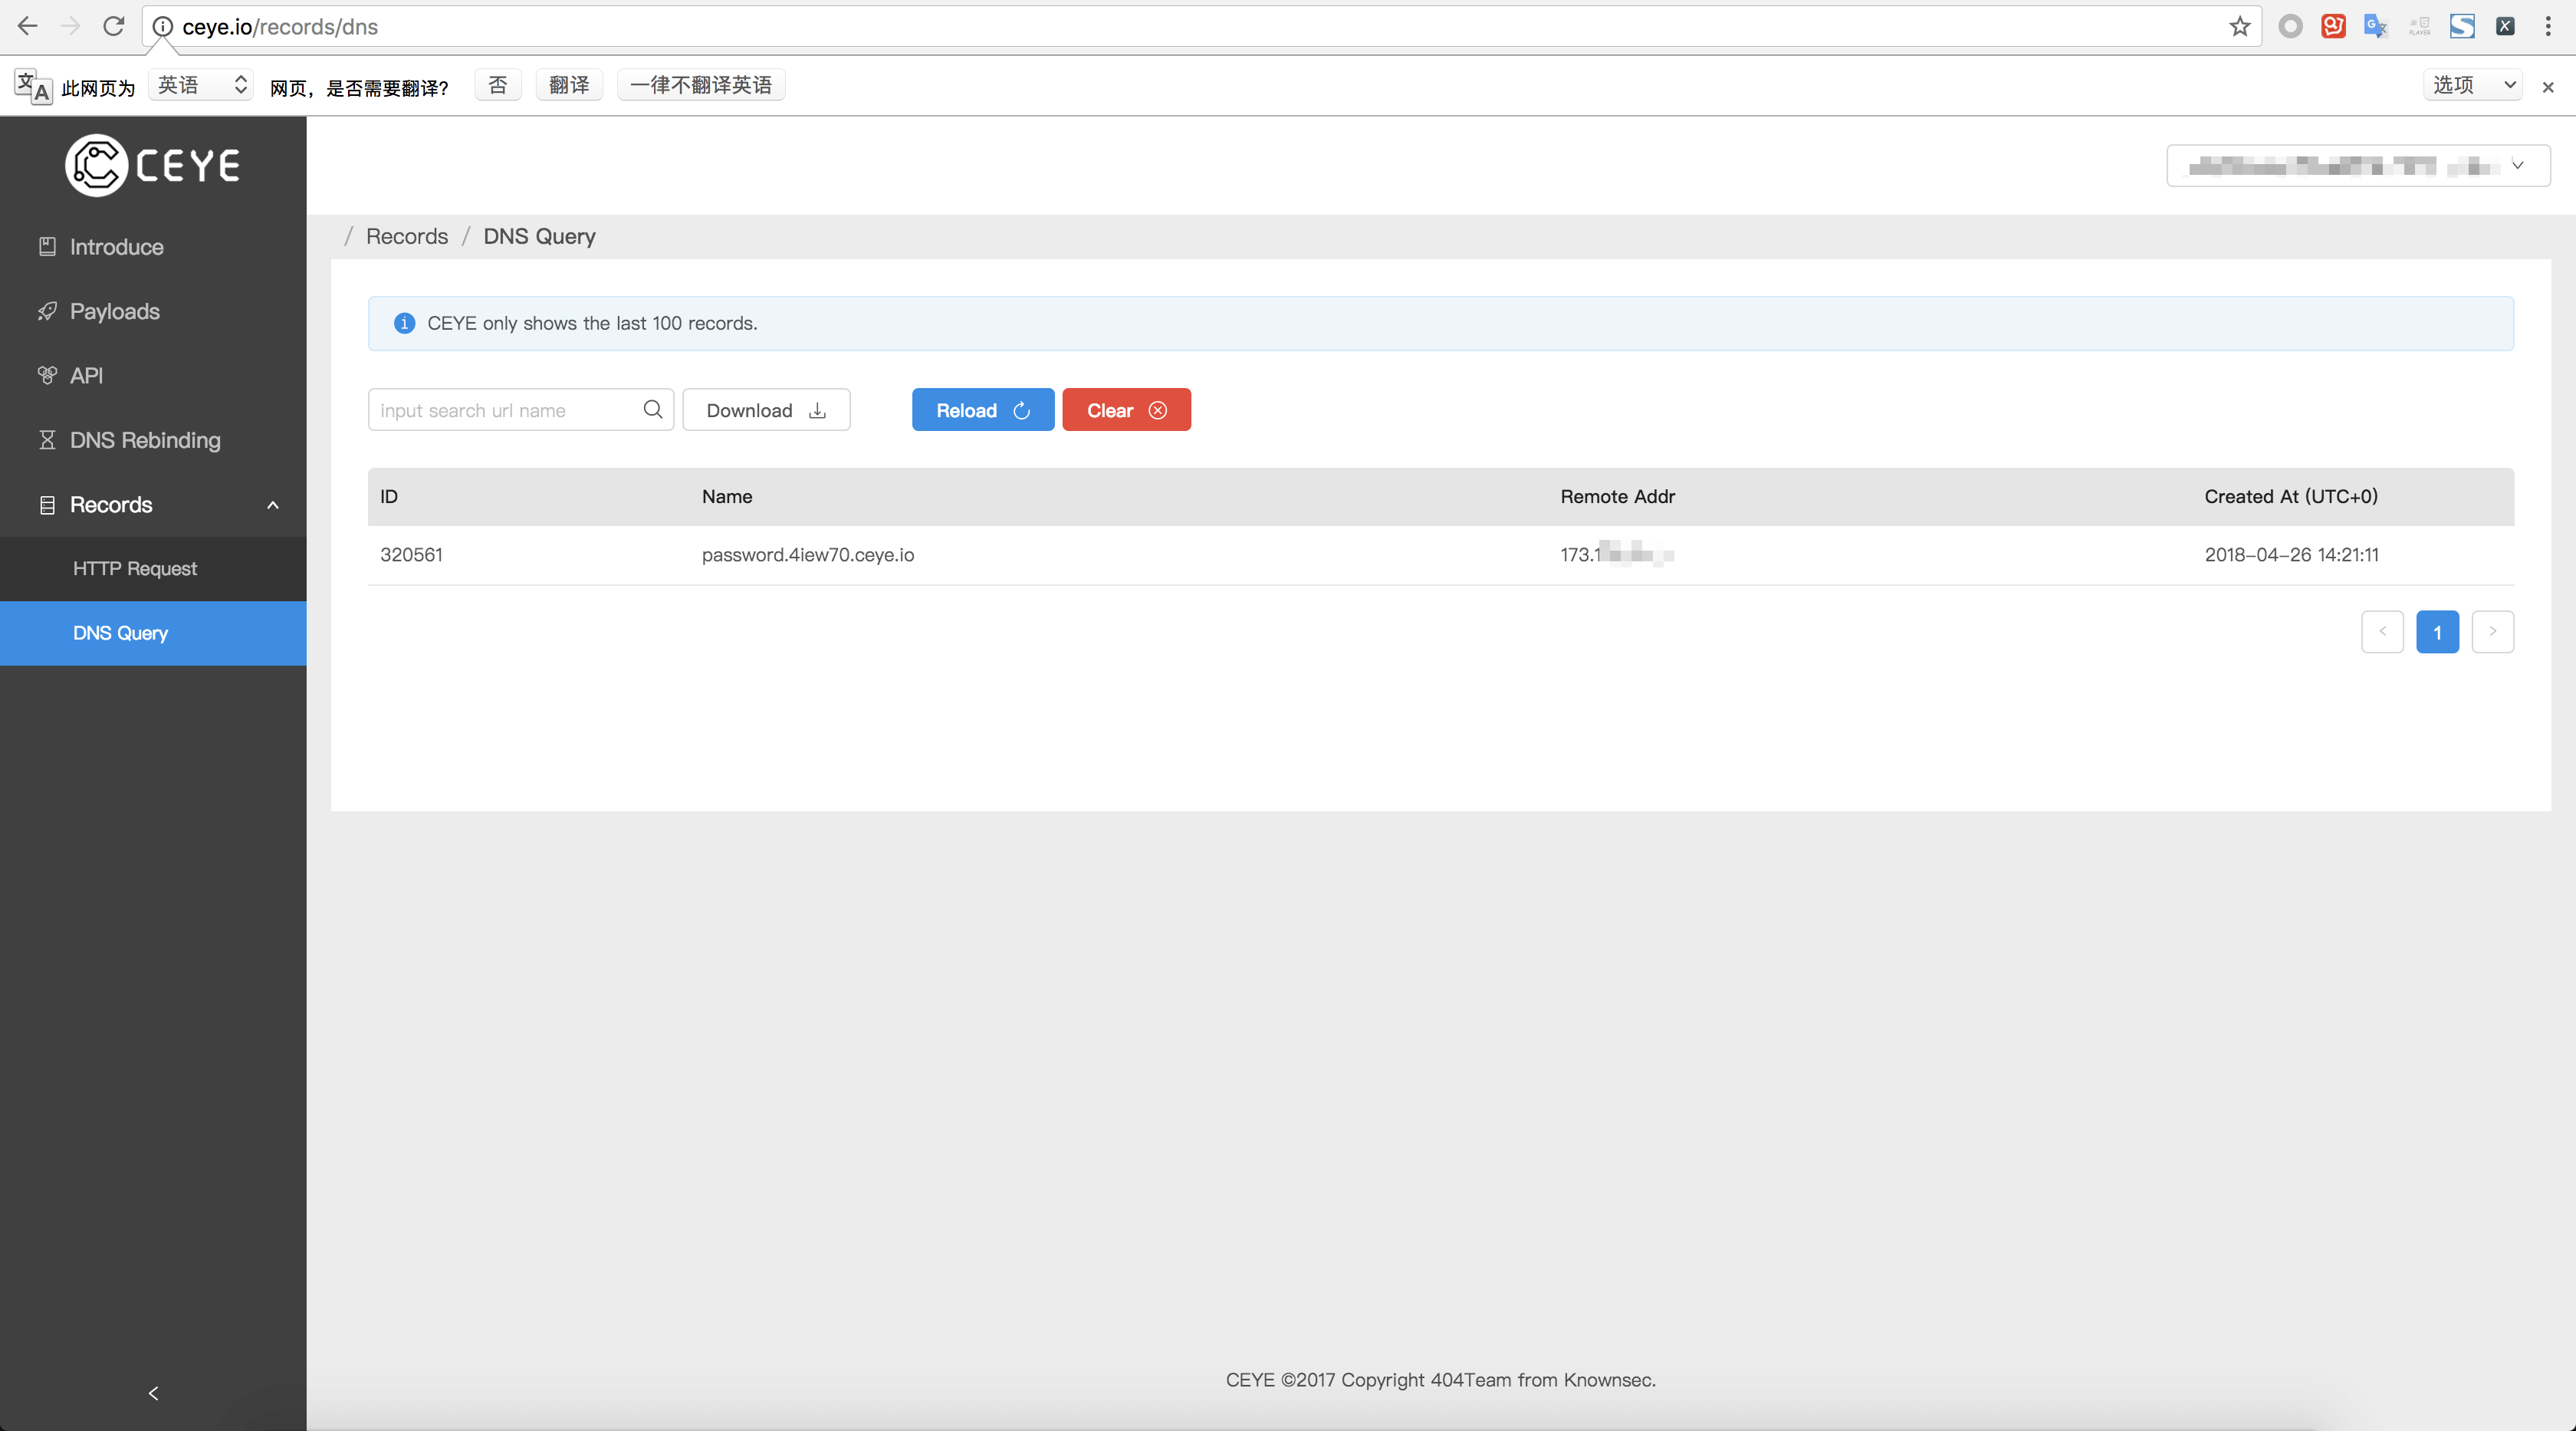 ceye.io/records/dns
此网页为 英语 网页，是否需要翻译? 否 翻译 一律不翻译英语 选项
CEYE
Introduce
Payloads
API
DNS Rebinding
Records
HTTP Request
DNS Query
/ Records / DNS Query
CEYE only shows the last 100 records.
input search url name Download Reload Clear
ID Name Remote Addr Created At (UTC+0)
320561 password.4iew70.ceye.io 173.1 2018-04-26 14:21:11
1
CEYE ©2017 Copyright 404Team from Knownsec.